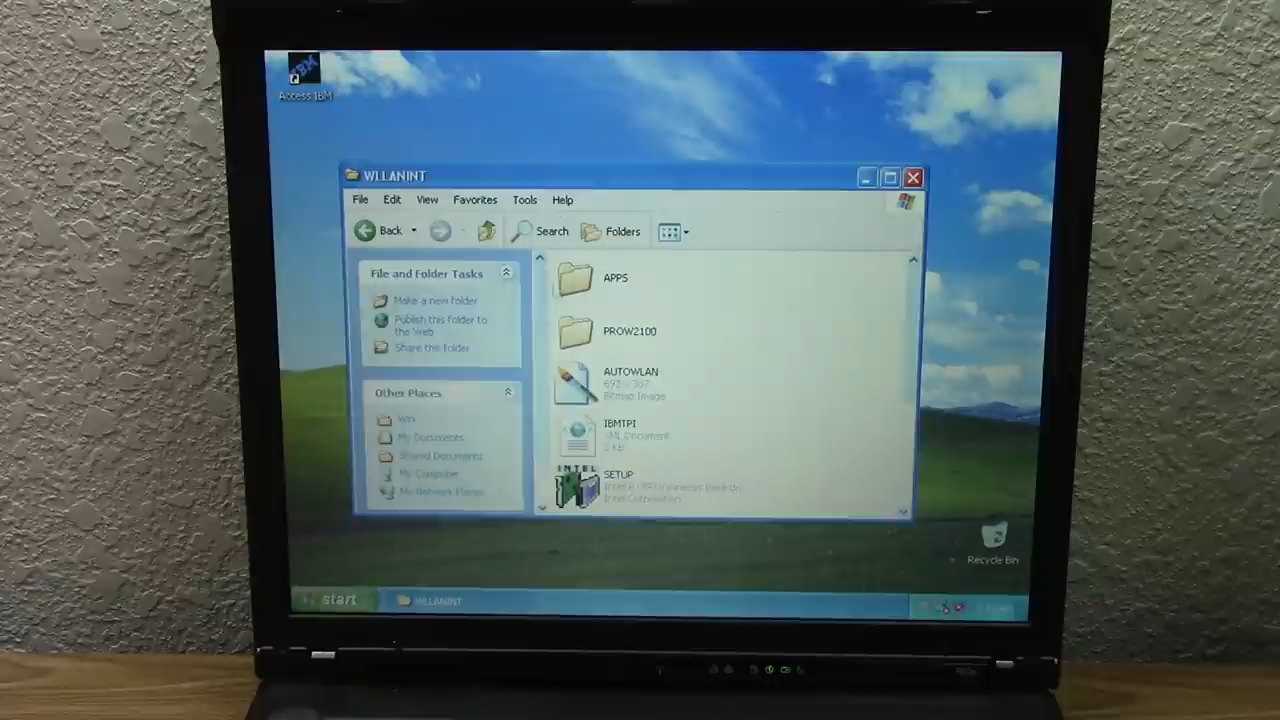 IBM
Access IBM
WLLANINT
File Edit View Favorites Tools Help
Back Search Folders
File and Folder Tasks
Make a new folder
Publish this folder to
the Web
Share this folder
Other Places
WIN
My Documents
Shared Documents
My Computer
My Network Places
APPS
PROW2100
AUTOWLAN
Bitmap Image
IBMTPI
XML Document
2 KB
INTEL
SETUP
Intel Corporation
Recycle Bin
start WLLANINT